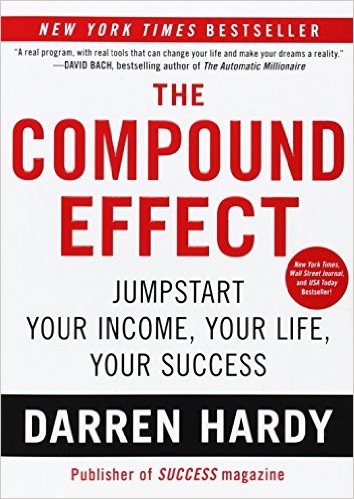 NEW YORK TIMES BESTSELLER
"A real program, with real tools that can change your life and make your dreams a reality."
—DAVID BACH, bestselling author of The Automatic Millionaire
THE
COMPOUND
EFFECT
New York Times,
Wall Street Journal,
and USA Today
Bestseller!
JUMPSTART
YOUR INCOME, YOUR LIFE,
YOUR SUCCESS
DARREN HARDY
Publisher of SUCCESS magazine